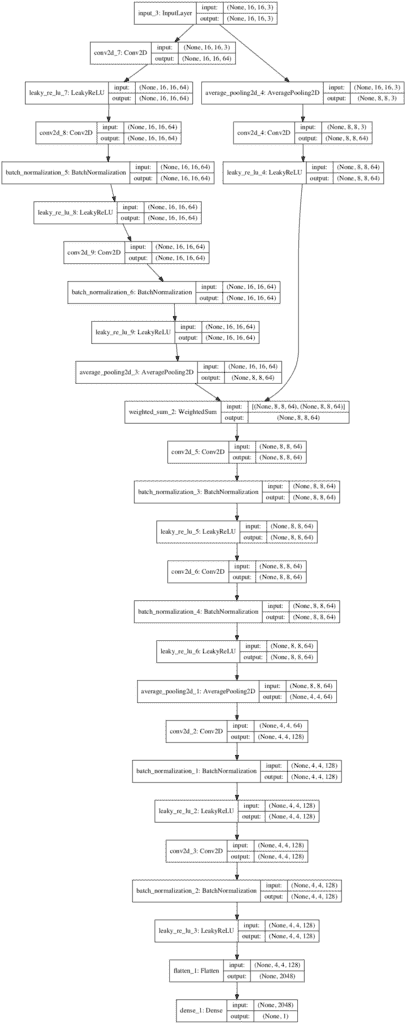 input_3: InputLayer
input: (None, 16, 16, 3)
output: (None, 16, 16, 3)
conv2d_7: Conv2D
input: (None, 16, 16, 3)
output: (None, 16, 16, 64)
leaky_re_lu_7: LeakyReLU
input: (None, 16, 16, 64)
output: (None, 16, 16, 64)
average_pooling2d_4: AveragePooling2D
input: (None, 16, 16, 3)
output: (None, 8, 8, 3)
conv2d_8: Conv2D
input: (None, 16, 16, 64)
output: (None, 16, 16, 64)
conv2d_4: Conv2D
input: (None, 8, 8, 3)
output: (None, 8, 8, 64)
batch_normalization_5: BatchNormalization
input: (None, 16, 16, 64)
output: (None, 16, 16, 64)
leaky_re_lu_4: LeakyReLU
input: (None, 8, 8, 64)
output: (None, 8, 8, 64)
leaky_re_lu_8: LeakyReLU
input: (None, 16, 16, 64)
output: (None, 16, 16, 64)
conv2d_9: Conv2D
input: (None, 16, 16, 64)
output: (None, 16, 16, 64)
batch_normalization_6: BatchNormalization
input: (None, 16, 16, 64)
output: (None, 16, 16, 64)
leaky_re_lu_9: LeakyReLU
input: (None, 16, 16, 64)
output: (None, 16, 16, 64)
average_pooling2d_3: AveragePooling2D
input: (None, 16, 16, 64)
output: (None, 8, 8, 64)
weighted_sum_2: WeightedSum
input: [(None, 8, 8, 64), (None, 8, 8, 64)]
output: (None, 8, 8, 64)
conv2d_5: Conv2D
input: (None, 8, 8, 64)
output: (None, 8, 8, 64)
batch_normalization_3: BatchNormalization
input: (None, 8, 8, 64)
output: (None, 8, 8, 64)
leaky_re_lu_5: LeakyReLU
input: (None, 8, 8, 64)
output: (None, 8, 8, 64)
conv2d_6: Conv2D
input: (None, 8, 8, 64)
output: (None, 8, 8, 64)
batch_normalization_4: BatchNormalization
input: (None, 8, 8, 64)
output: (None, 8, 8, 64)
leaky_re_lu_6: LeakyReLU
input: (None, 8, 8, 64)
output: (None, 8, 8, 64)
average_pooling2d_1: AveragePooling2D
input: (None, 8, 8, 64)
output: (None, 4, 4, 64)
conv2d_2: Conv2D
input: (None, 4, 4, 64)
output: (None, 4, 4, 128)
batch_normalization_1: BatchNormalization
input: (None, 4, 4, 128)
output: (None, 4, 4, 128)
leaky_re_lu_2: LeakyReLU
input: (None, 4, 4, 128)
output: (None, 4, 4, 128)
conv2d_3: Conv2D
input: (None, 4, 4, 128)
output: (None, 4, 4, 128)
batch_normalization_2: BatchNormalization
input: (None, 4, 4, 128)
output: (None, 4, 4, 128)
leaky_re_lu_3: LeakyReLU
input: (None, 4, 4, 128)
output: (None, 4, 4, 128)
flatten_1: Flatten
input: (None, 4, 4, 128)
output: (None, 2048)
dense_1: Dense
input: (None, 2048)
output: (None, 1)